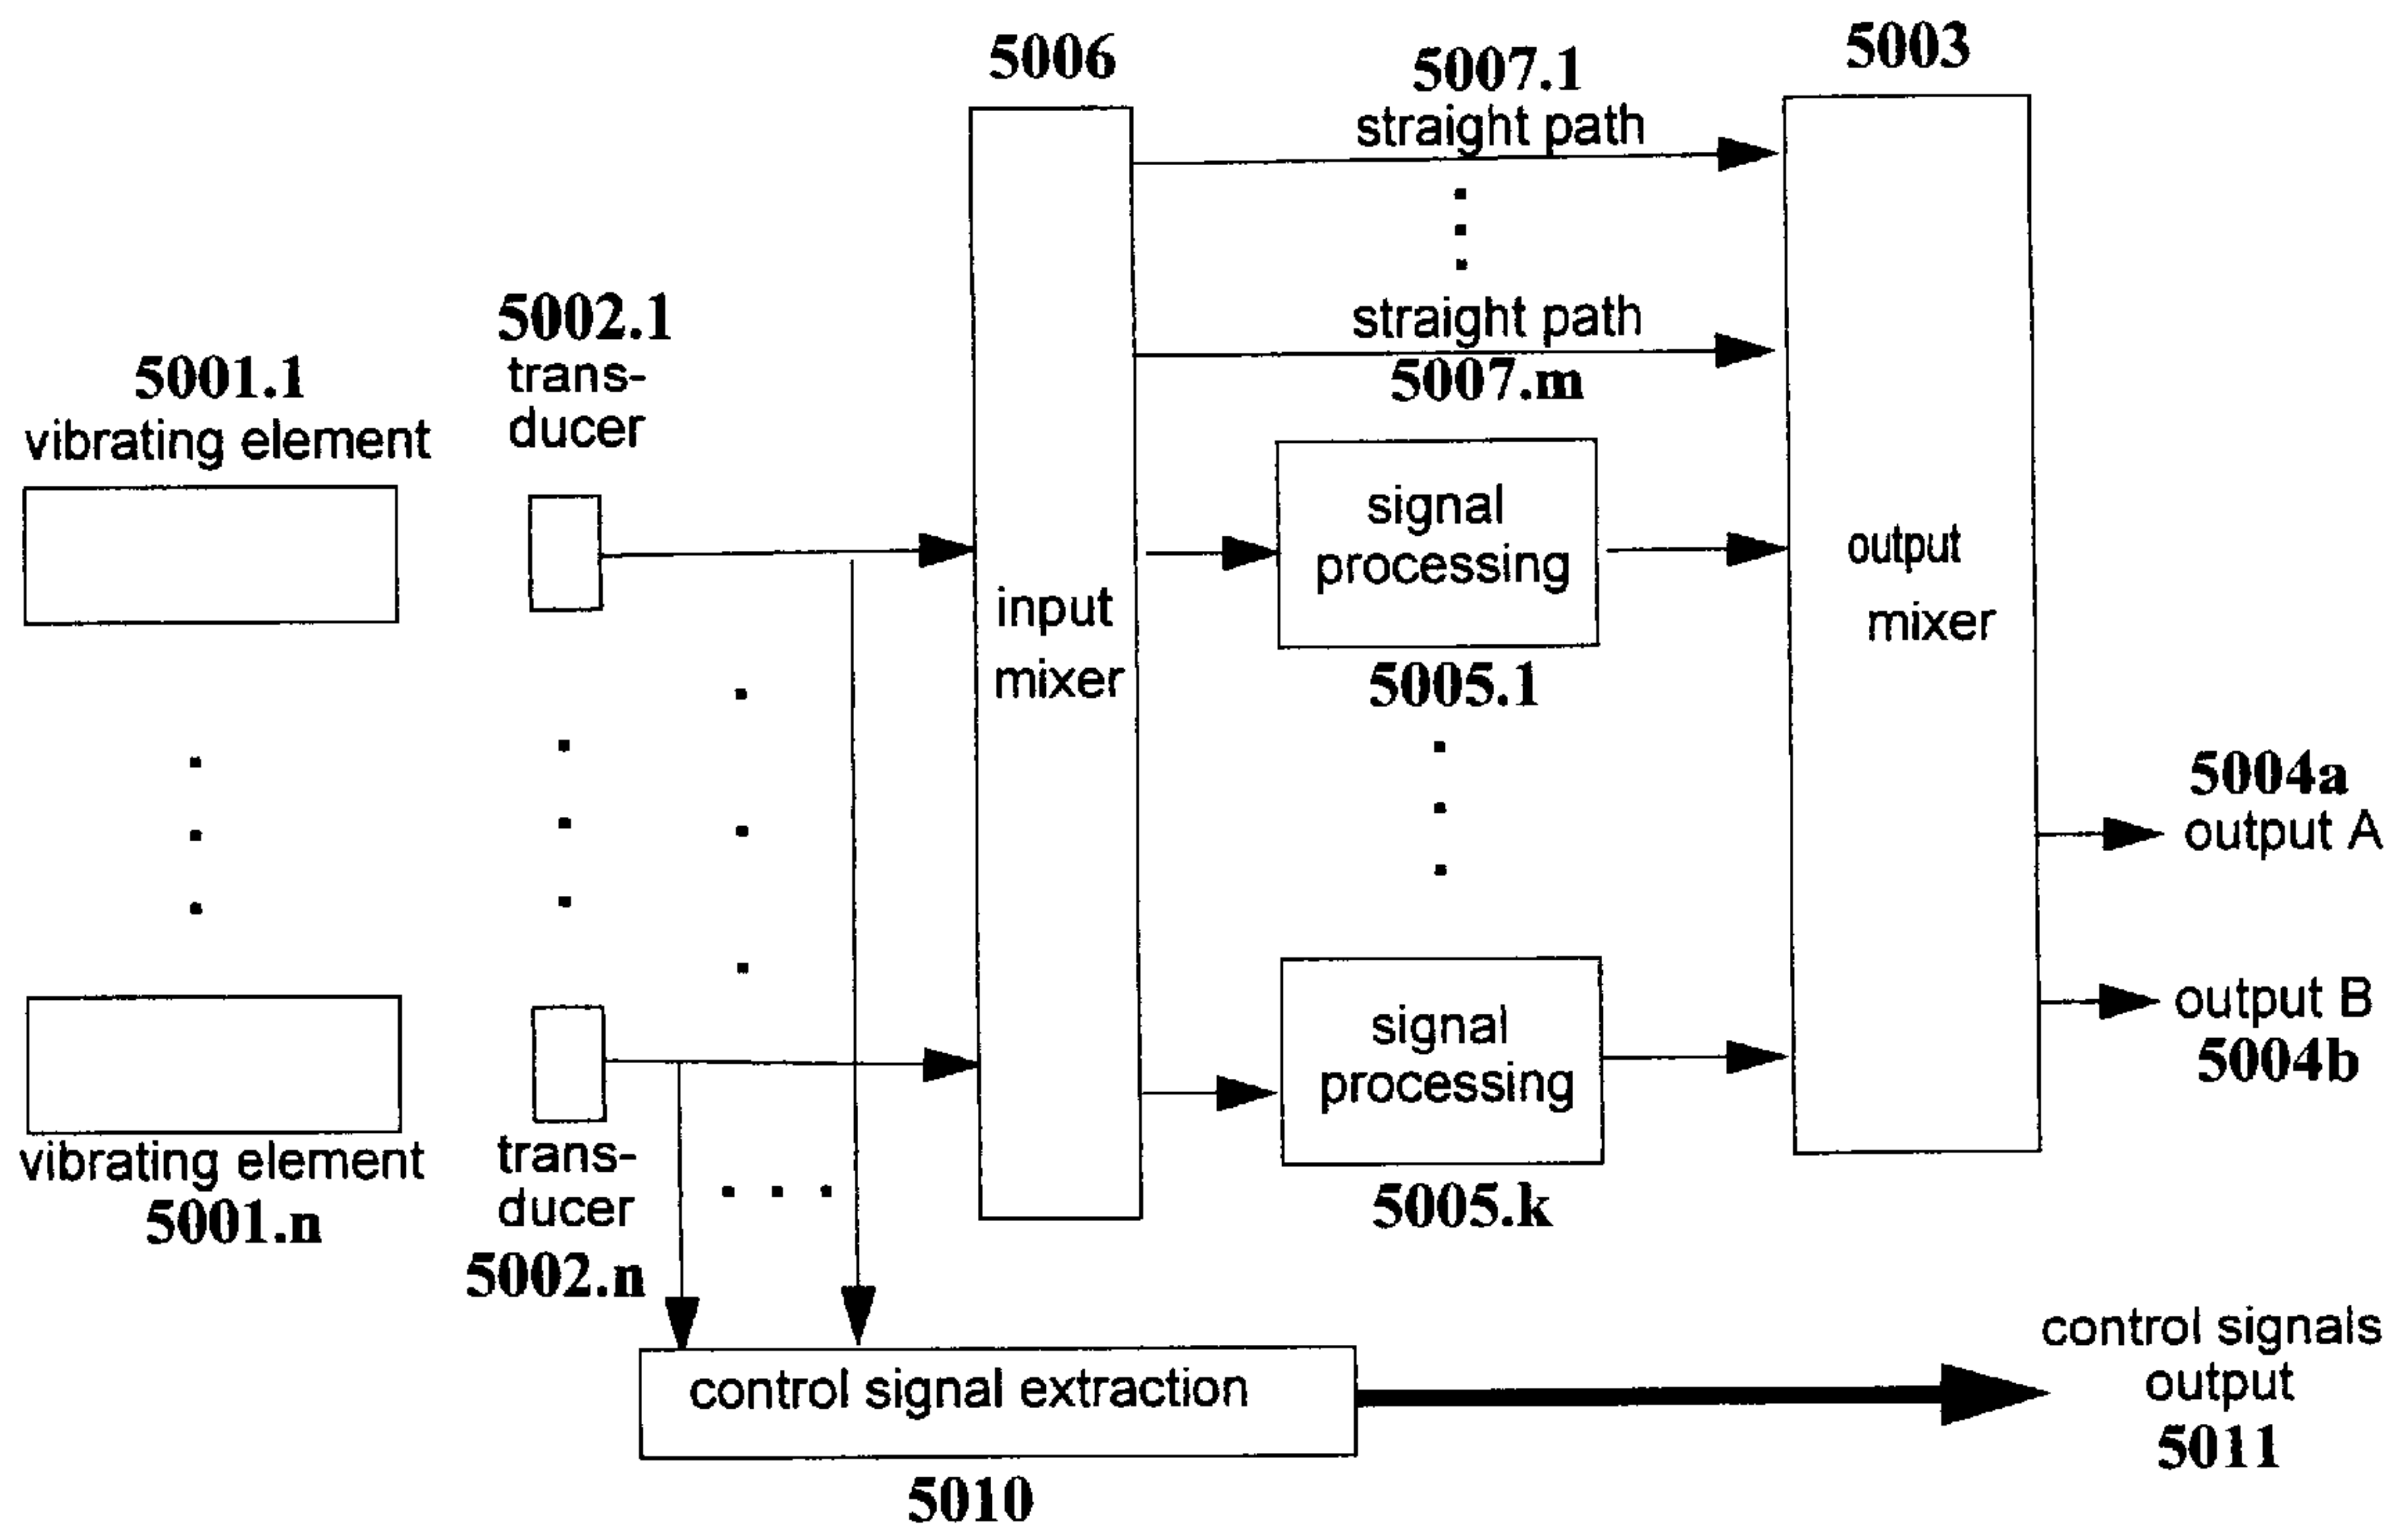 5006
5007.1
straight path
5003
straight path
5007.m
5002.1
trans-
ducer
5001.1
vibrating element
signal
processing
5005.1
input
mixer
output
mixer
5004a
output A
output B
5004b
signal
processing
5005.k
vibrating element
5001.n
trans-
ducer
5002.n
control signal extraction
5010
control signals
output
5011